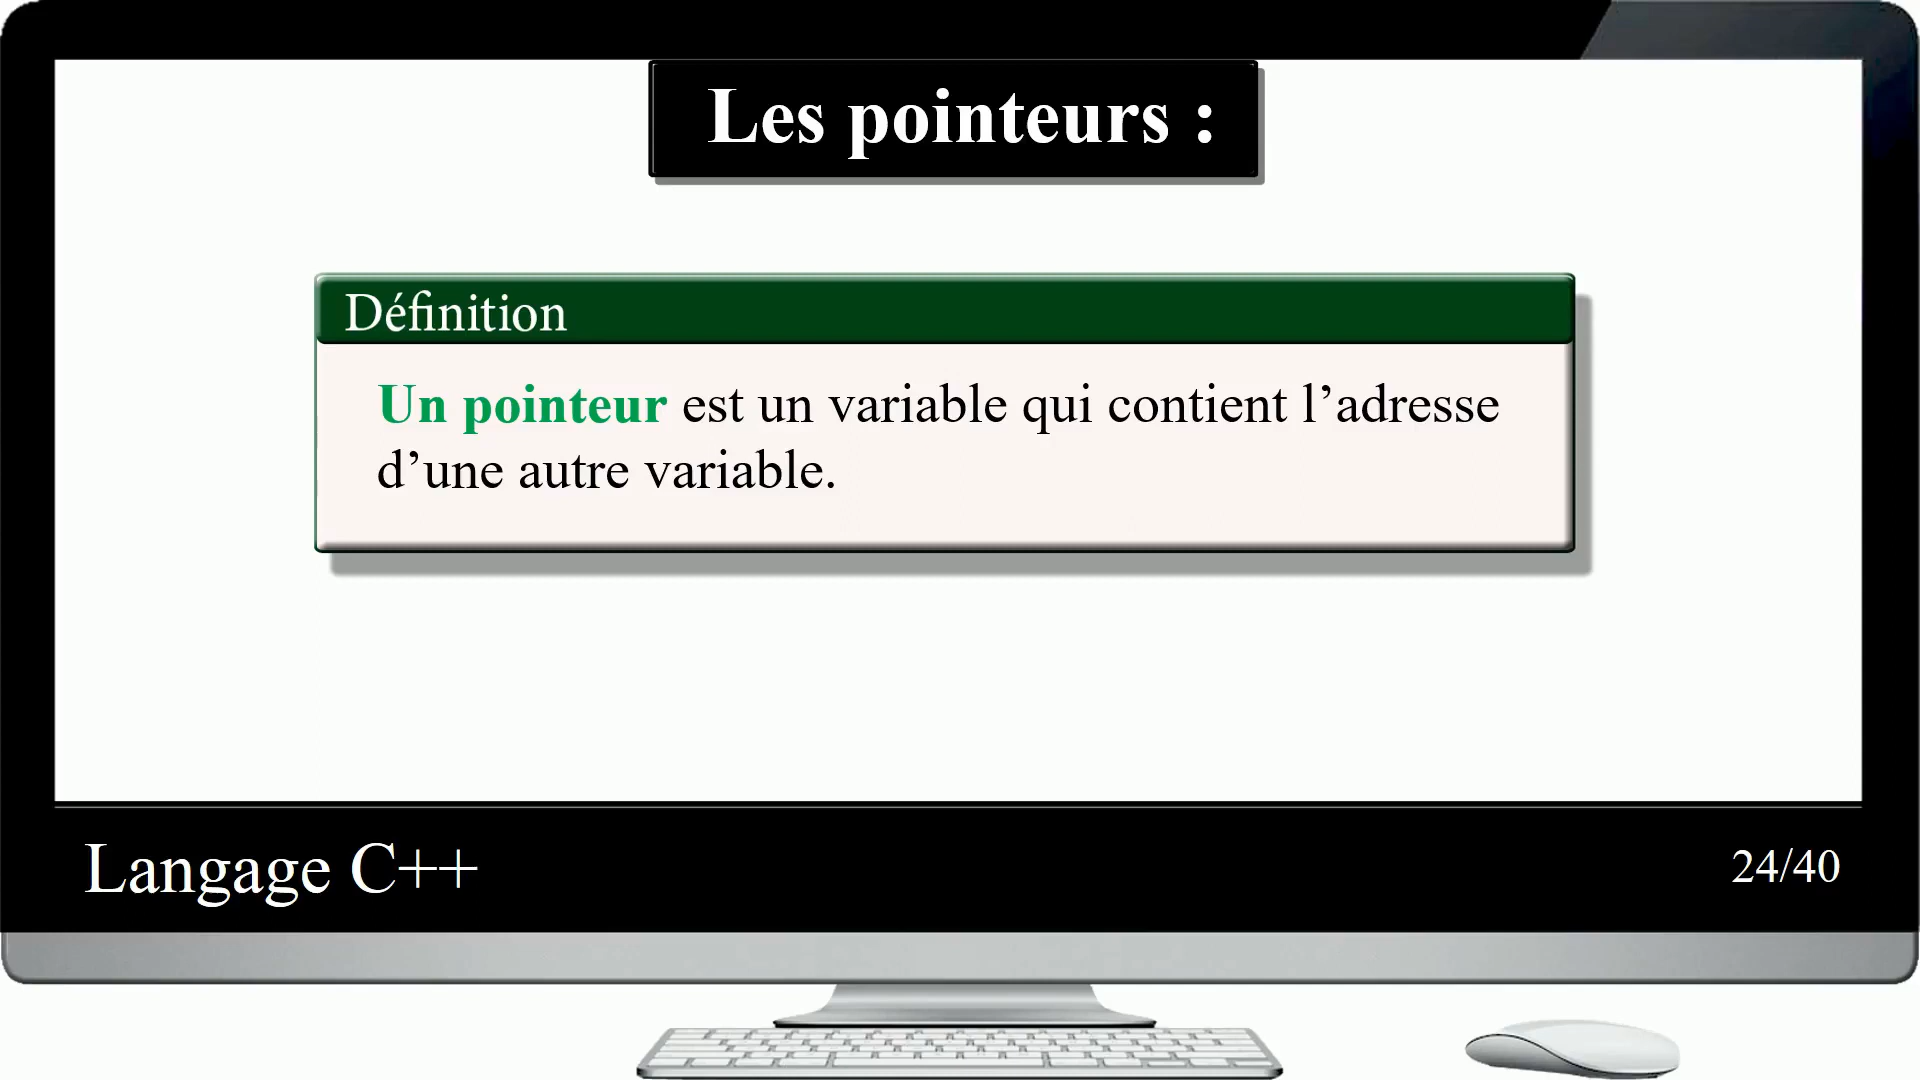 Les pointeurs :
Définition
Un pointeur est un variable qui contient l’adresse
d’une autre variable.
Langage C++
24/40